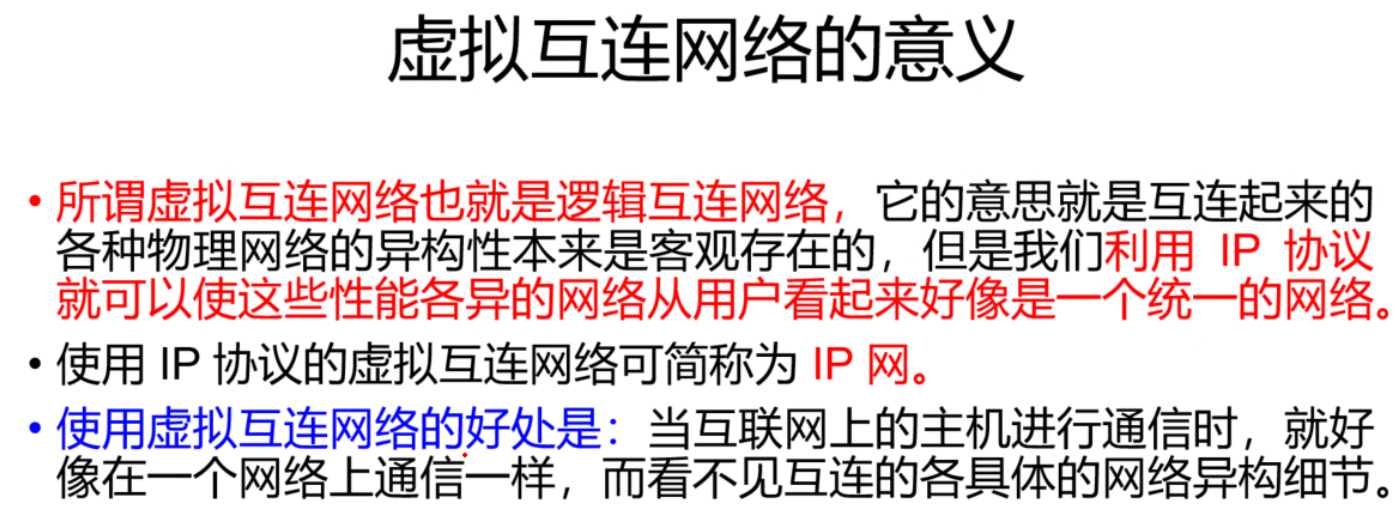 虚拟互连网络的意义
• 所谓虚拟互连网络也就是逻辑互连网络，它的意思就是互连起来的
各种物理网络的异构性本来是客观存在的，但是我们利用 IP 协议
就可以使这些性能各异的网络从用户看起来好像是一个统一的网络。
• 使用 IP 协议的虚拟互连网络可简称为 IP 网。
• 使用虚拟互连网络的好处是：当互联网上的主机进行通信时，就好
像在一个网络上通信一样，而看不见互连的各具体的网络异构细节。